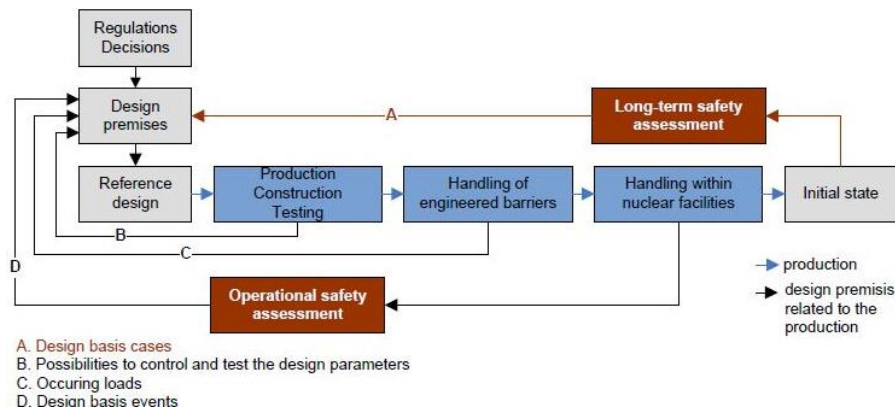 Regulations
Decisions
Design
premises
A
Long-term safety
assessment
Reference
design
Production
Construction
Testing
Handling of
engineered barriers
Handling within
nuclear facilities
Initial state
B
C
D
Operational safety
assessment
production
design premisis
related to the
production
A. Design basis cases
B. Possibilities to control and test the design parameters
C. Occuring loads
D. Design basis events